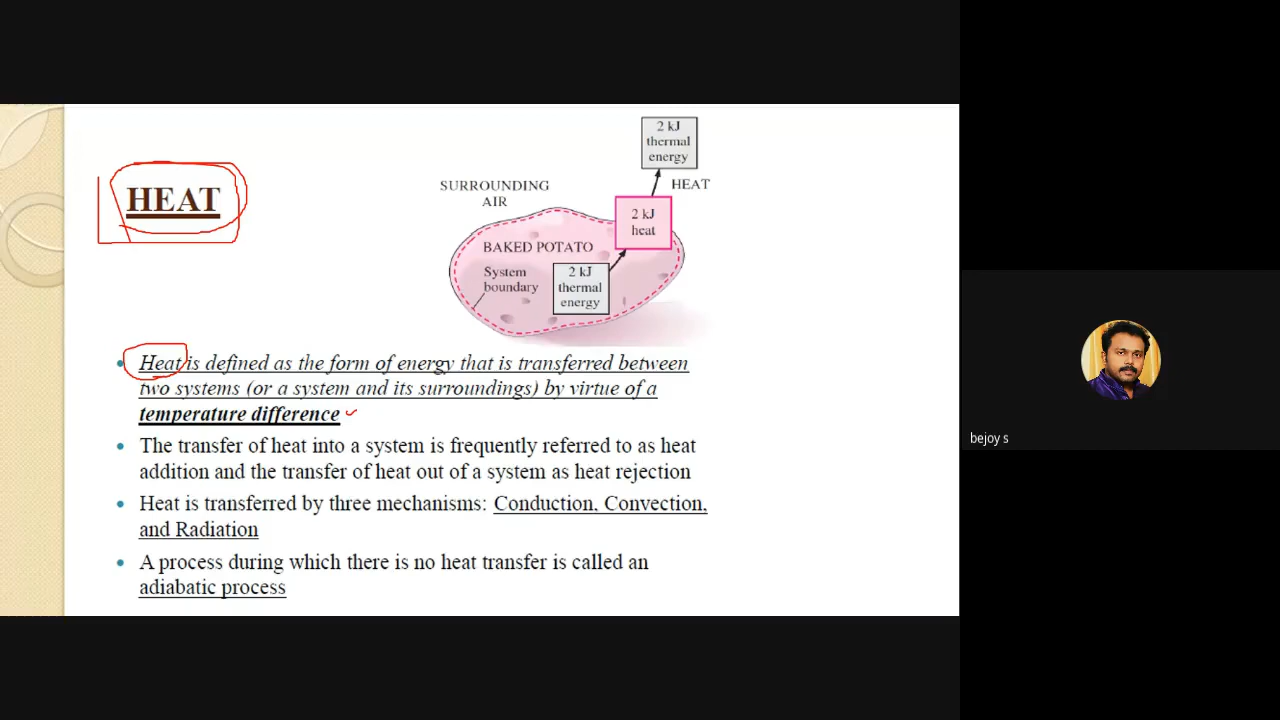 HEAT
SURROUNDING
AIR
2 kJ
thermal
energy
HEAT
2 kJ
heat
BAKED POTATO
System
boundary
2 kJ
thermal
energy
Heat is defined as the form of energy that is transferred between
two systems (or a system and its surroundings) by virtue of a
temperature difference
The transfer of heat into a system is frequently referred to as heat
addition and the transfer of heat out of a system as heat rejection
Heat is transferred by three mechanisms: Conduction, Convection,
and Radiation
A process during which there is no heat transfer is called an
adiabatic process
bejoy s